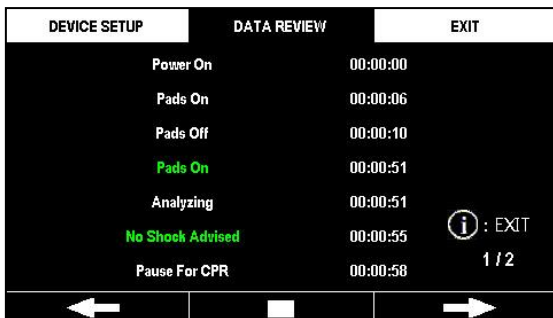 DEVICE SETUP DATA REVIEW EXIT
Power On 00:00:00
Pads On 00:00:06
Pads Off 00:00:10
Pads On 00:00:51
Analyzing 00:00:51
No Shock Advised 00:00:55
i : EXIT
Pause For CPR 00:00:58
1 / 2